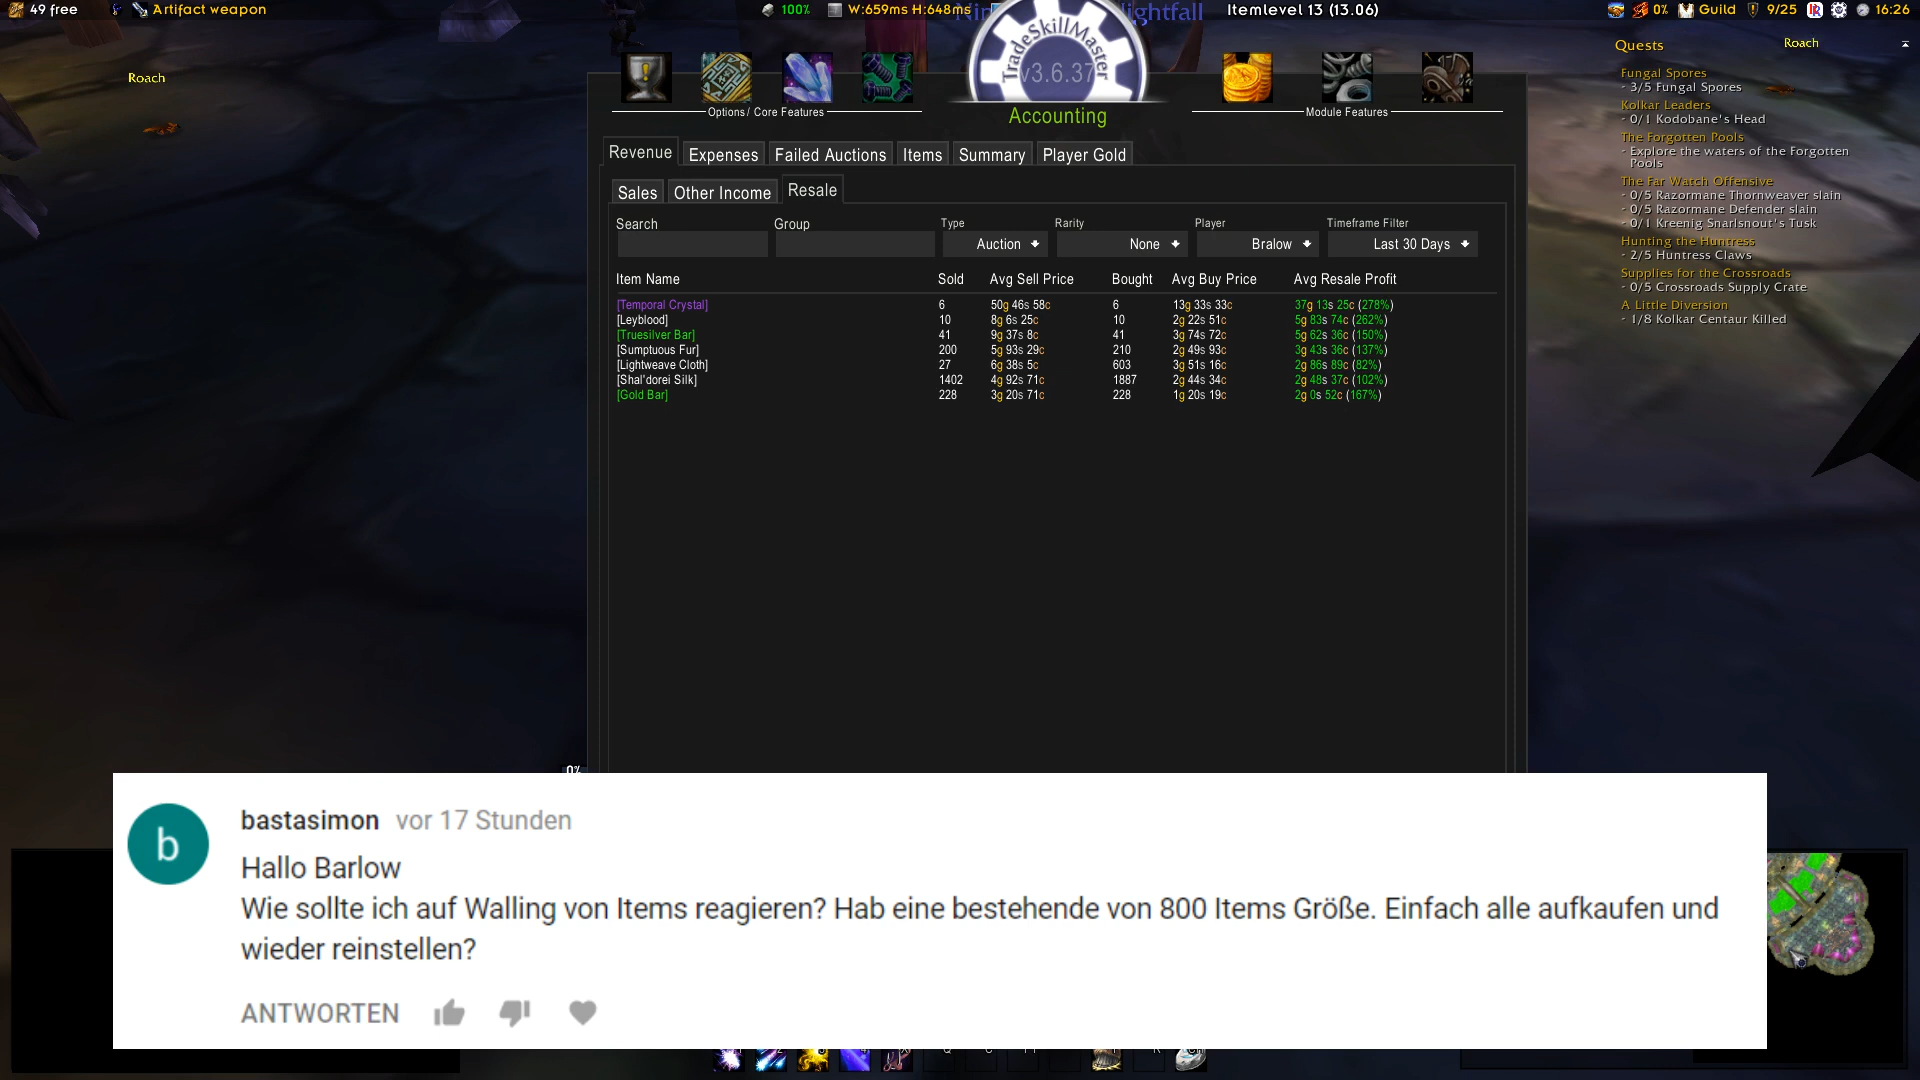 49 free
Artifact weapon
100%
W:659ms H:648ms
Itemlevel 13 (13.06)
0%
Guild
9/25
16:26
Roach
TradeSkillMaster
v3.6.37
Options / Core Features
Accounting
Module Features
Revenue
Expenses
Failed Auctions
Items
Summary
Player Gold
Sales
Other Income
Resale
Search
Group
Type
Rarity
Player
Timeframe Filter
Auction
None
Bralow
Last 30 Days
Item Name Sold Avg Sell Price Bought Avg Buy Price Avg Resale Profit
[Temporal Crystal] 6 50g 46s 58c 6 13g 33s 33c 37g 13s 25c (278%)
[Leyblood] 10 8g 6s 25c 10 2g 22s 51c 5g 83s 74c (262%)
[Truesilver Bar] 41 9g 37s 8c 41 3g 74s 72c 5g 62s 36c (150%)
[Sumptuous Fur] 200 5g 93s 29c 210 2g 49s 93c 3g 43s 36c (137%)
[Lightweave Cloth] 27 6g 38s 5c 603 3g 51s 16c 2g 86s 89c (82%)
[Shal'dorei Silk] 1402 4g 92s 71c 1887 2g 44s 34c 2g 48s 37c (102%)
[Gold Bar] 228 3g 20s 71c 228 1g 20s 19c 2g 0s 52c (167%)
Quests
Roach
Fungal Spores
- 3/5 Fungal Spores
Kolkar Leaders
- 0/1 Kodobane's Head
The Forgotten Pools
- Explore the waters of the Forgotten
Pools
The Far Watch Offensive
- 0/5 Razormane Thornweaver slain
- 0/5 Razormane Defender slain
- 0/1 Kreenig Snarlsnout's Tusk
Hunting the Huntress
- 2/5 Huntress Claws
Supplies for the Crossroads
- 0/5 Crossroads Supply Crate
A Little Diversion
- 1/8 Kolkar Centaur Killed
0%
b
bastasimon vor 17 Stunden
Hallo Barlow
Wie sollte ich auf Walling von Items reagieren? Hab eine bestehende von 800 Items Größe. Einfach alle aufkaufen und
wieder reinstellen?
ANTWORTEN